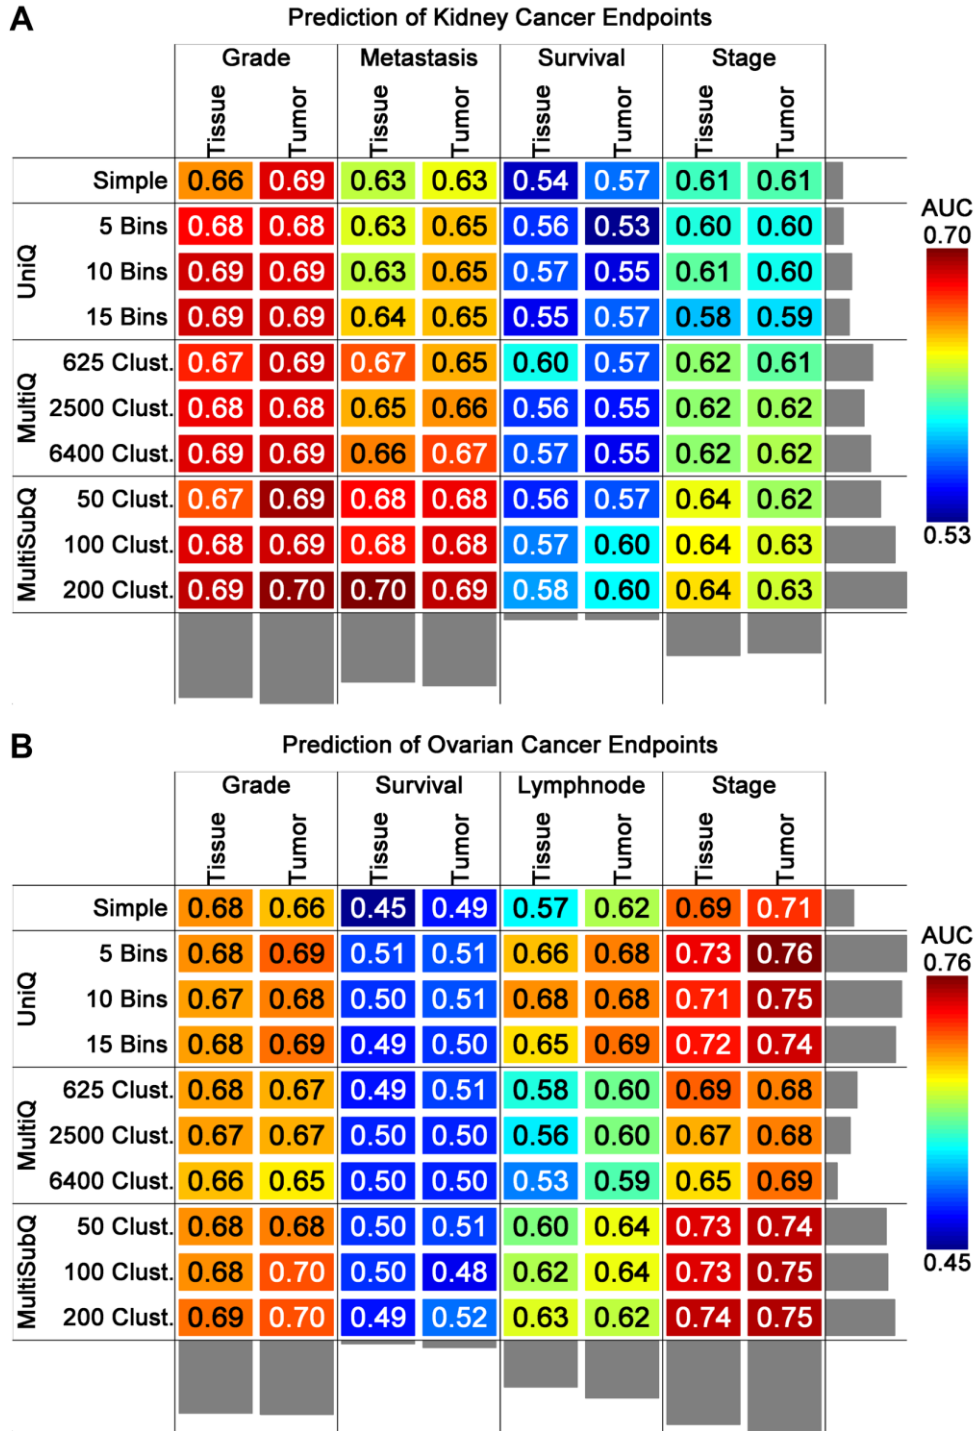 A Prediction of Kidney Cancer Endpoints
Grade Metastasis Survival Stage
Tissue Tumor Tissue Tumor Tissue Tumor Tissue Tumor
Simple 0.66 0.69 0.63 0.63 0.54 0.57 0.61 0.61
UniQ
5 Bins 0.68 0.68 0.63 0.65 0.56 0.53 0.60 0.60
10 Bins 0.69 0.69 0.63 0.65 0.57 0.55 0.61 0.60
15 Bins 0.69 0.69 0.64 0.65 0.55 0.57 0.58 0.59
MultiQ
625 Clust. 0.67 0.69 0.67 0.65 0.60 0.57 0.62 0.61
2500 Clust. 0.68 0.68 0.65 0.66 0.56 0.55 0.62 0.62
6400 Clust. 0.69 0.69 0.66 0.67 0.57 0.55 0.62 0.62
MultiSubQ
50 Clust. 0.67 0.69 0.68 0.68 0.56 0.57 0.64 0.62
100 Clust. 0.68 0.69 0.68 0.68 0.57 0.60 0.64 0.63
200 Clust. 0.69 0.70 0.70 0.69 0.58 0.60 0.64 0.63
AUC
0.70
0.53
B Prediction of Ovarian Cancer Endpoints
Grade Survival Lymphnode Stage
Tissue Tumor Tissue Tumor Tissue Tumor Tissue Tumor
Simple 0.68 0.66 0.45 0.49 0.57 0.62 0.69 0.71
UniQ
5 Bins 0.68 0.69 0.51 0.51 0.66 0.68 0.73 0.76
10 Bins 0.67 0.68 0.50 0.51 0.68 0.68 0.71 0.75
15 Bins 0.68 0.69 0.49 0.50 0.65 0.69 0.72 0.74
MultiQ
625 Clust. 0.68 0.67 0.49 0.51 0.58 0.60 0.69 0.68
2500 Clust. 0.67 0.67 0.50 0.50 0.56 0.60 0.67 0.68
6400 Clust. 0.66 0.65 0.50 0.50 0.53 0.59 0.65 0.69
MultiSubQ
50 Clust. 0.68 0.68 0.50 0.51 0.60 0.64 0.73 0.74
100 Clust. 0.68 0.70 0.50 0.48 0.62 0.64 0.73 0.75
200 Clust. 0.69 0.70 0.49 0.52 0.63 0.62 0.74 0.75
AUC
0.76
0.45